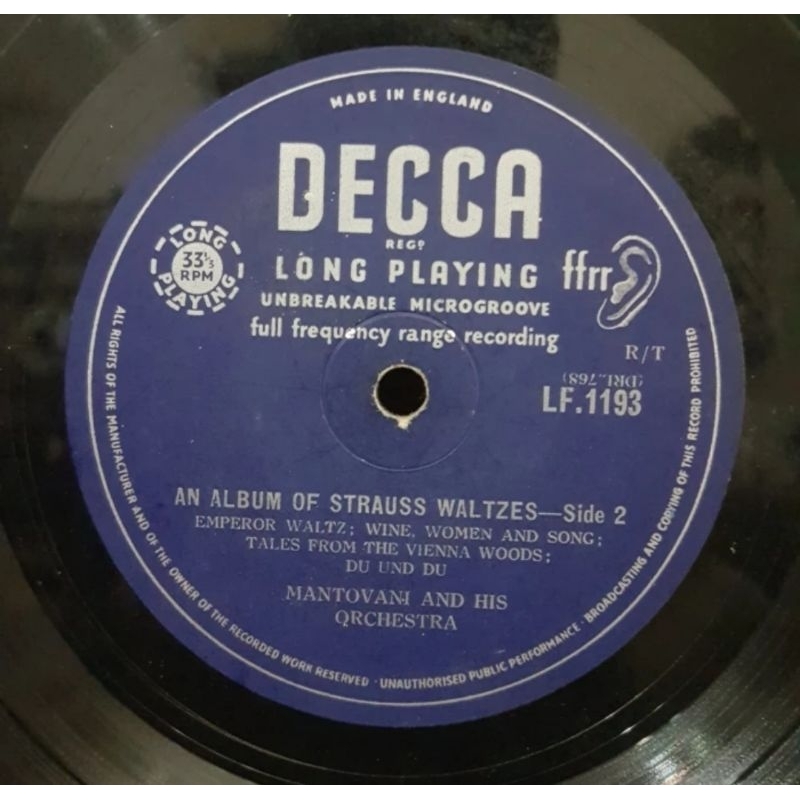 MADE IN ENGLAND
DECCA
REGD
LONG PLAYING
33⅓
RPM
LONG PLAYING
ffrr
UNBREAKABLE MICROGROOVE
full frequency range recording
R/T
(DRL.768)
LF.1193
AN ALBUM OF STRAUSS WALTZES—Side 2
EMPEROR WALTZ; WINE, WOMEN AND SONG;
TALES FROM THE VIENNA WOODS;
DU UND DU
MANTOVANI AND HIS
ORCHESTRA
ALL RIGHTS OF THE MANUFACTURER AND OF THE OWNER OF THE RECORDED WORK RESERVED · UNAUTHORISED PUBLIC PERFORMANCE · BROADCASTING AND COPYING OF THIS RECORD PROHIBITED